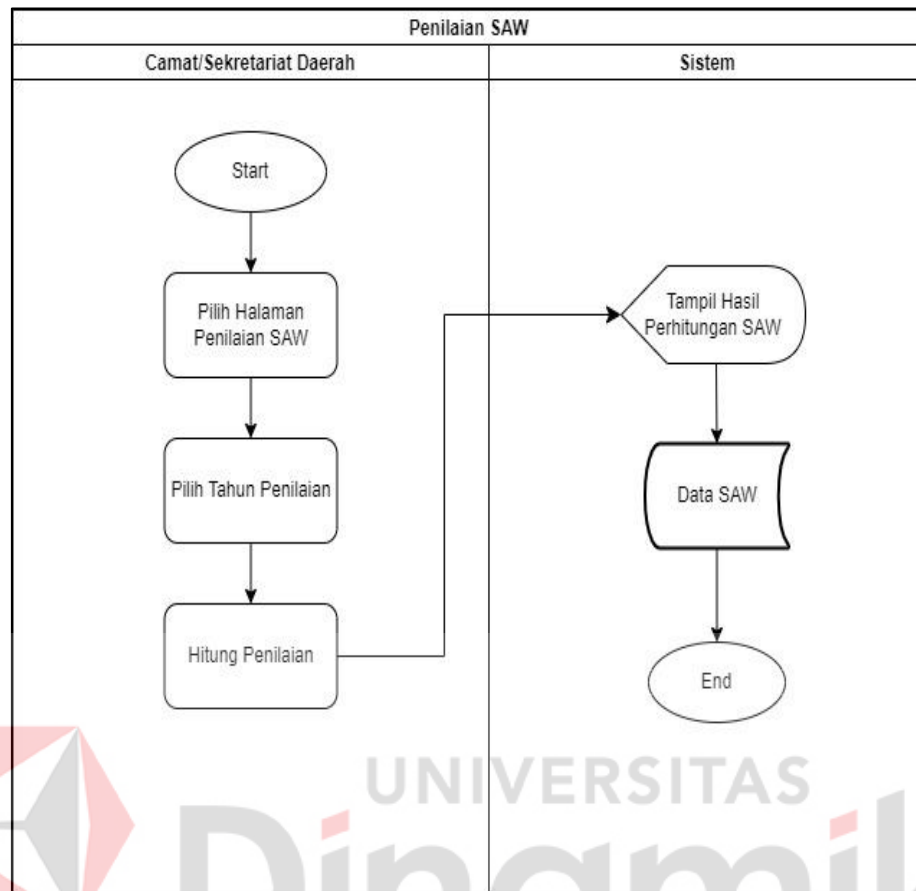 Penilaian SAW
Camat/Sekretariat Daerah
Sistem
Start
Pilih Halaman
Penilaian SAW
Pilih Tahun Penilaian
Hitung Penilaian
Tampil Hasil
Perhitungan SAW
Data SAW
End
UNIVERSITAS